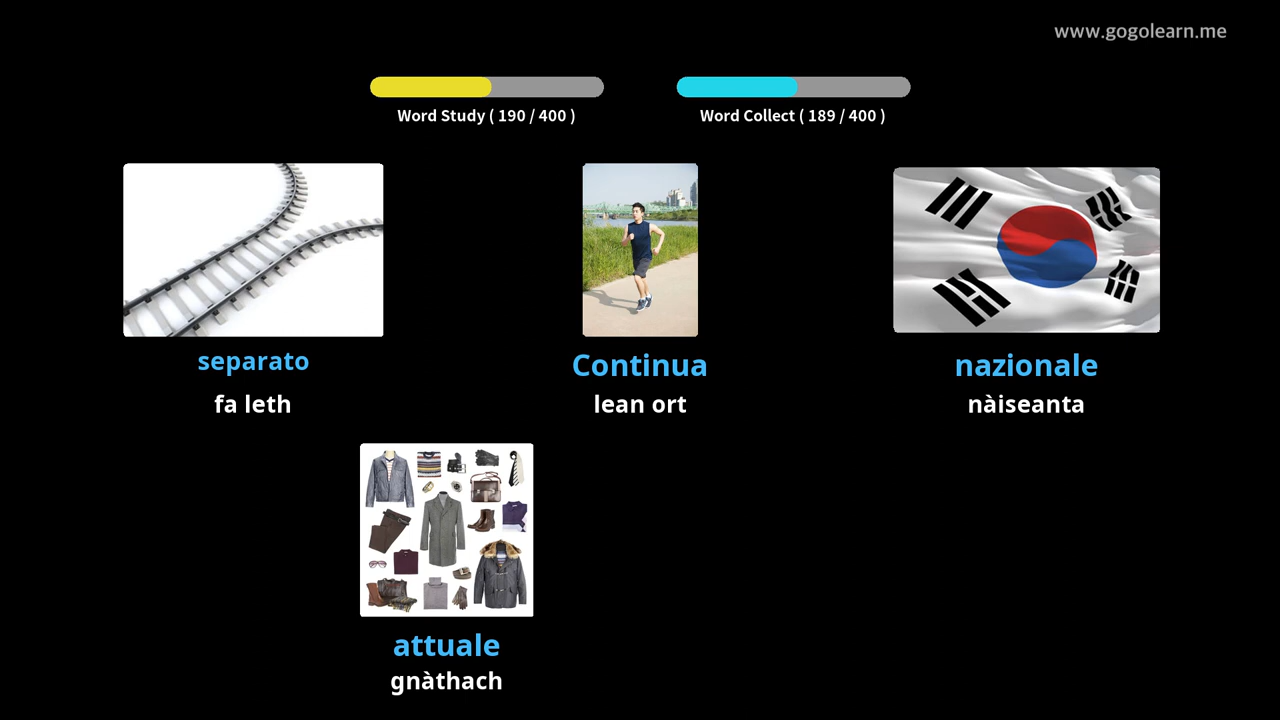 www.gogolearn.me
Word Study ( 190 / 400 )
Word Collect ( 189 / 400 )
separato
fa leth
Continua
lean ort
nazionale
nàiseanta
attuale
gnàthach